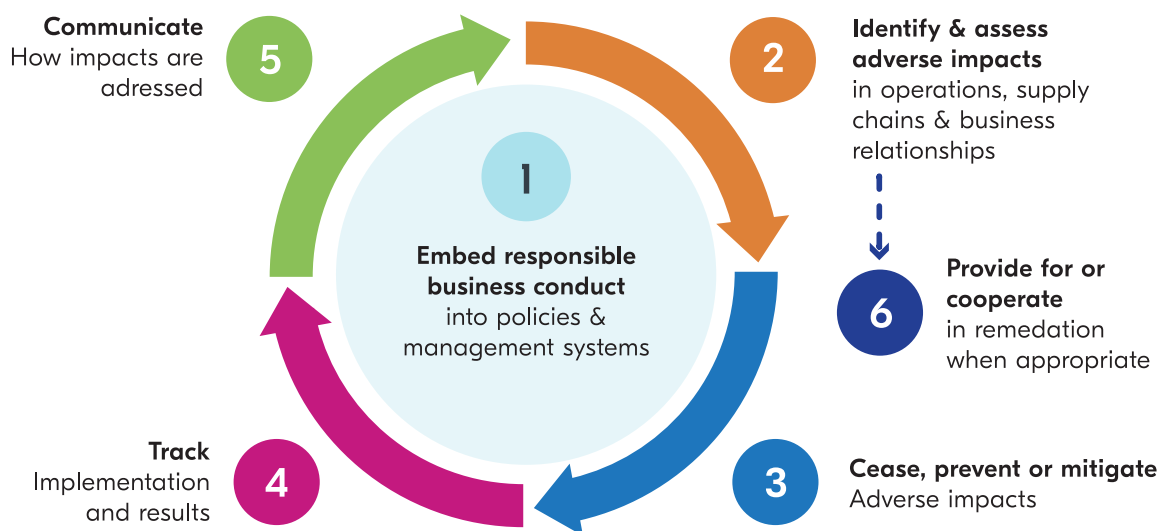 1
Embed responsible
business conduct
into policies &
management systems
2
Identify & assess
adverse impacts
in operations, supply
chains & business
relationships
3
Cease, prevent or mitigate
Adverse impacts
4
Track
Implementation
and results
5
Communicate
How impacts are
adressed
6
Provide for or
cooperate
in remedation
when appropriate